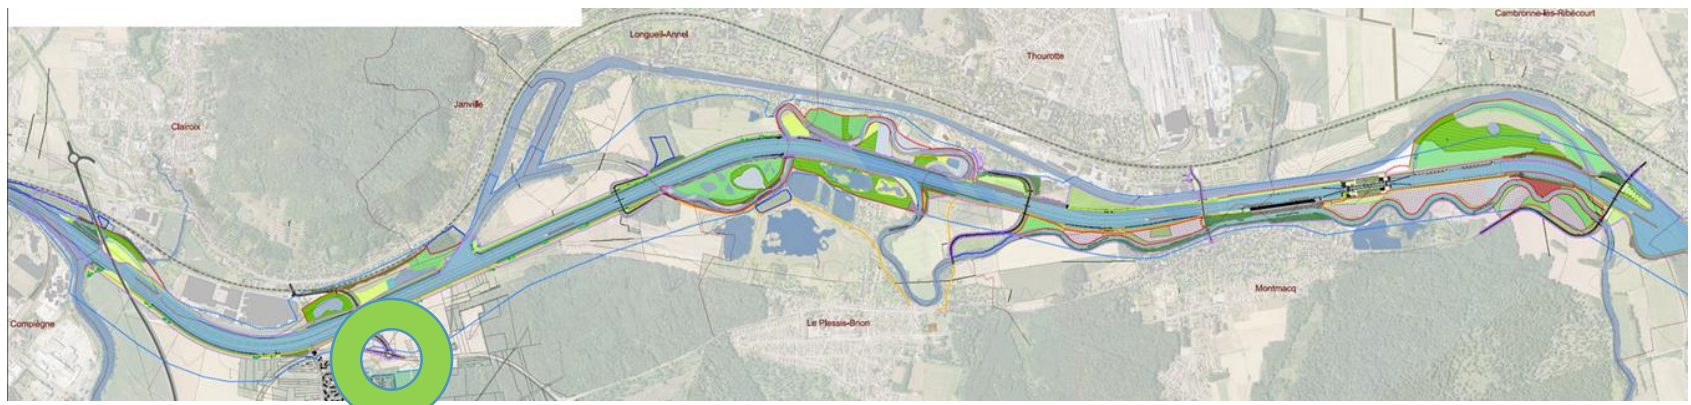 Cambronne-lès-Ribécourt
Longueil-Annel
Thourotte
Janville
Clairoix
Montmacq
Compiègne
Le Plessis-Brion